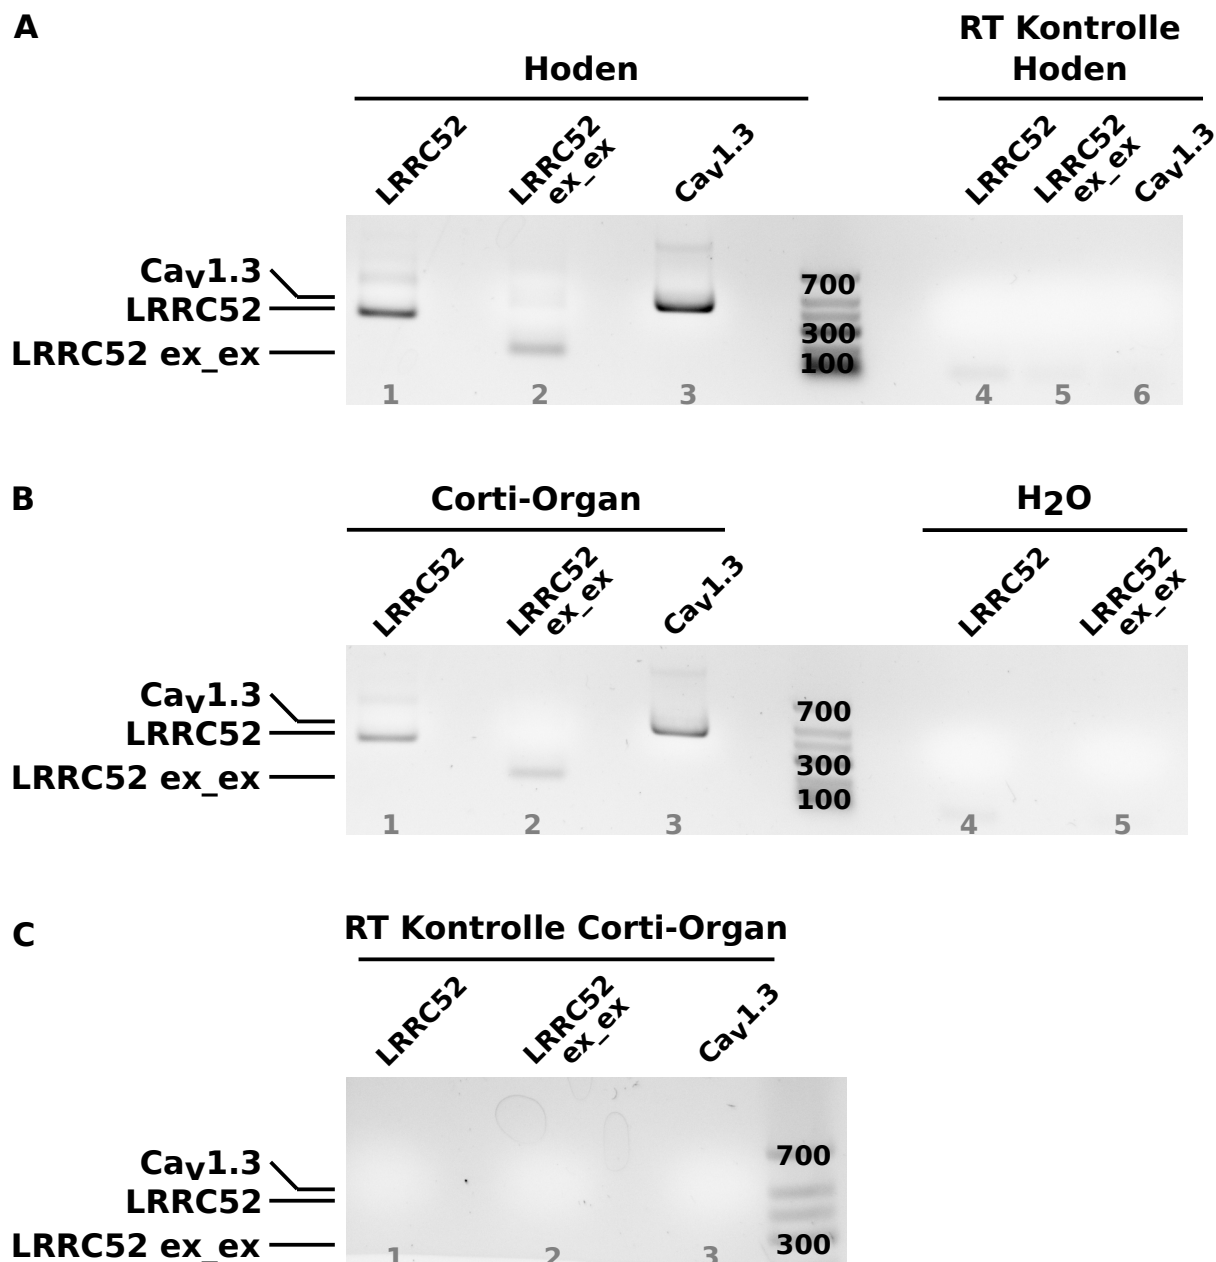 A
RT Kontrolle
Hoden
Hoden
LRRC52
LRRC52
ex_ex
Cav1.3
LRRC52
LRRC52
ex_ex
Cav1.3
Cav1.3
LRRC52
LRRC52 ex_ex
700
300
100
1
2
3
4
5
6
B
Corti-Organ
H2O
LRRC52
LRRC52
ex_ex
Cav1.3
LRRC52
LRRC52
ex_ex
Cav1.3
LRRC52
LRRC52 ex_ex
700
300
100
1
2
3
4
5
C
RT Kontrolle Corti-Organ
LRRC52
LRRC52
ex_ex
Cav1.3
Cav1.3
LRRC52
LRRC52 ex_ex
700
300
1
2
3